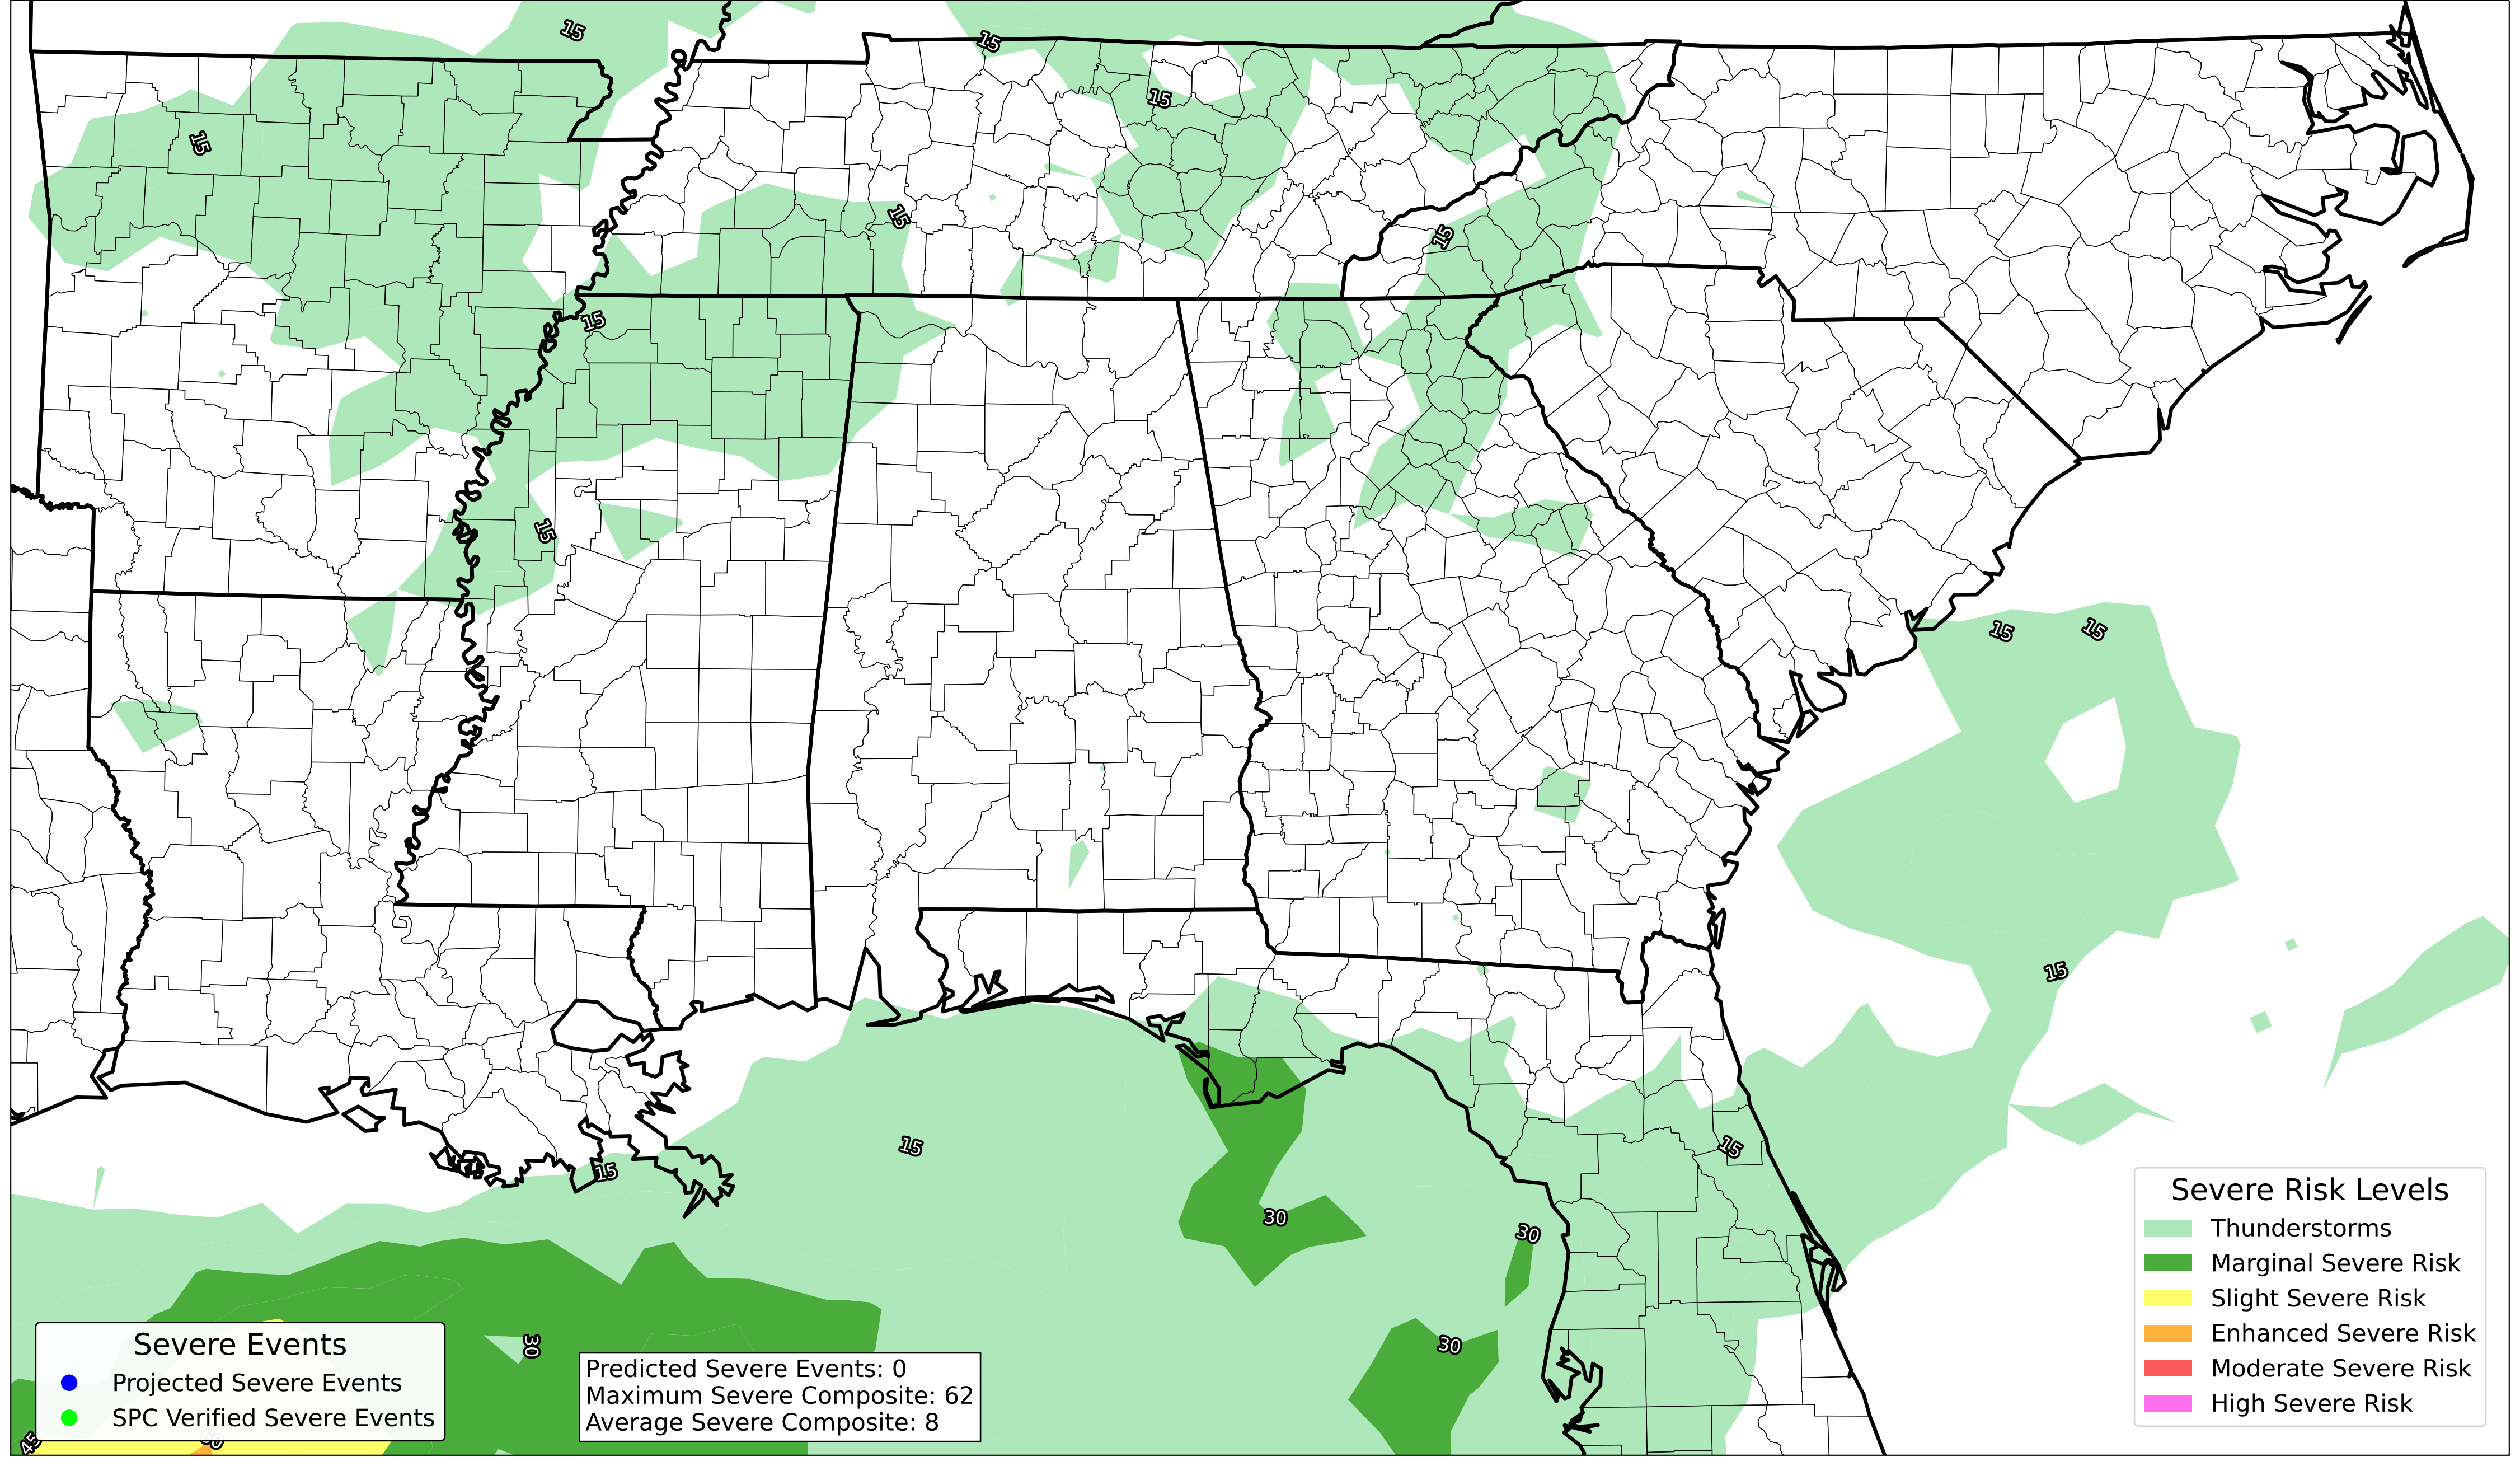 15
15
15
15
15
15
15
15
15
15
15
15
15
15
30
30
30
30
45
Severe Events
Projected Severe Events
SPC Verified Severe Events
Predicted Severe Events: 0
Maximum Severe Composite: 62
Average Severe Composite: 8
Severe Risk Levels
Thunderstorms
Marginal Severe Risk
Slight Severe Risk
Enhanced Severe Risk
Moderate Severe Risk
High Severe Risk